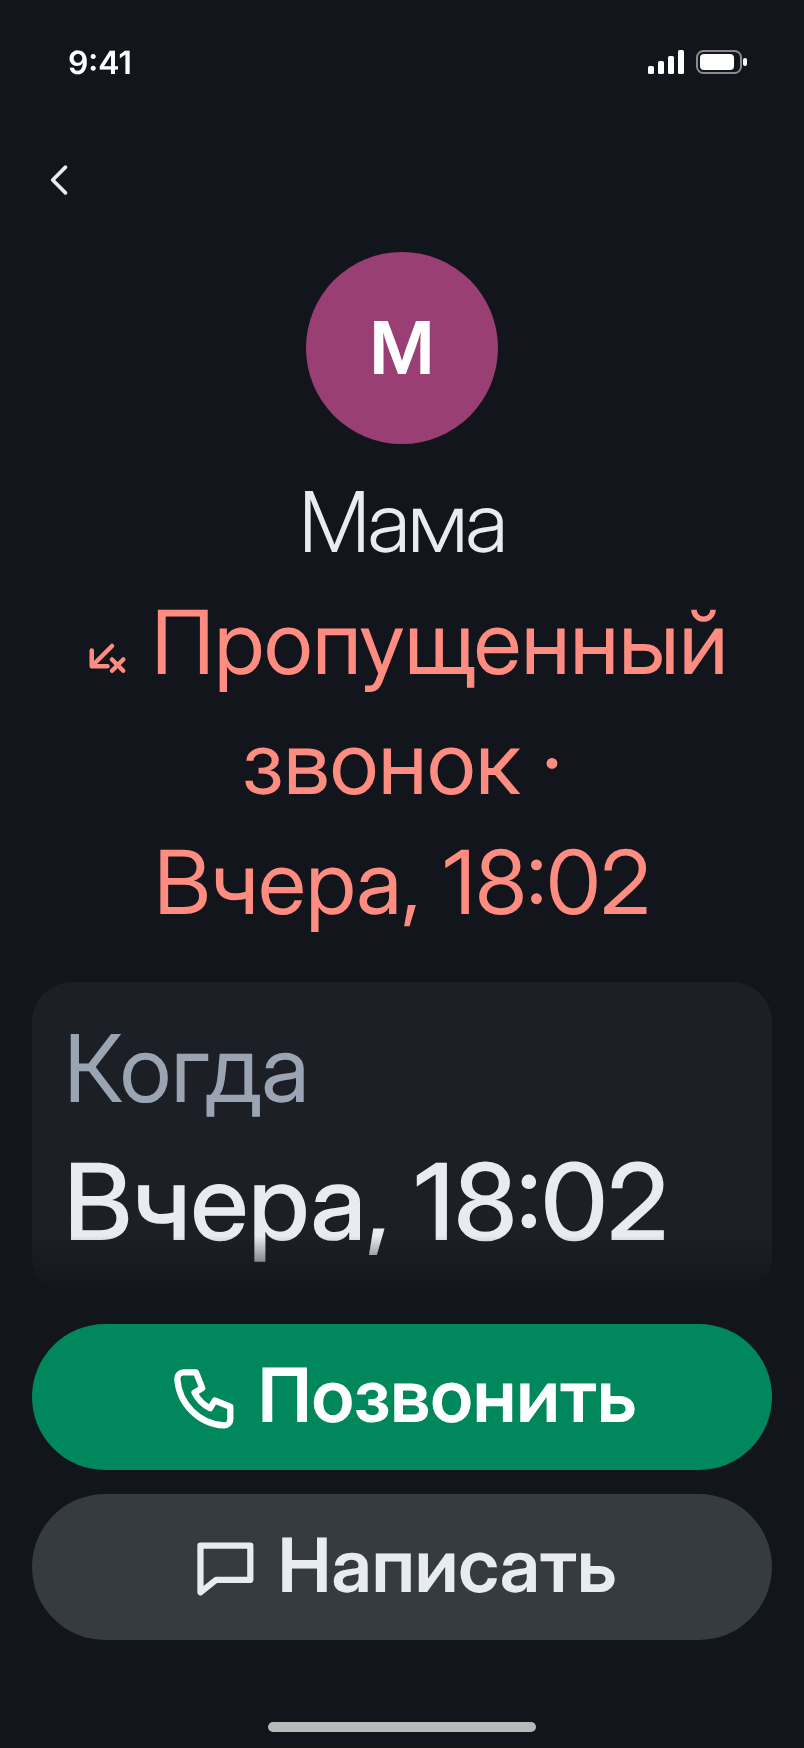 9:41
М
Мама
Пропущенный
звонок ·
Вчера, 18:02
Когда
Вчера, 18:02
Позвонить
Написать